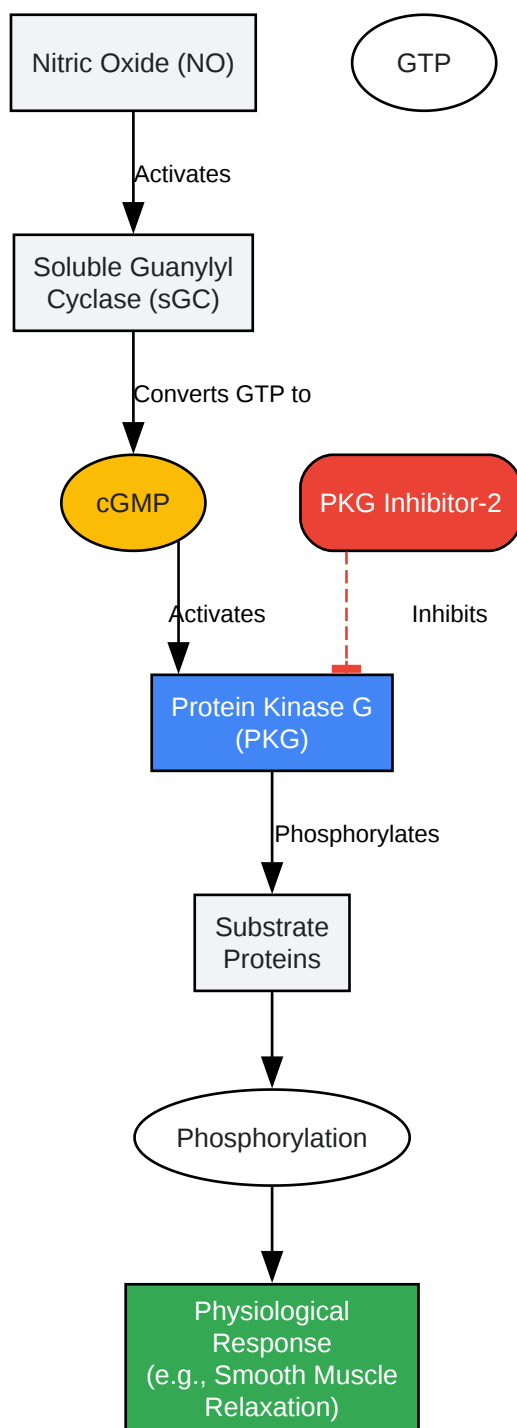 Nitric Oxide (NO)
GTP
Activates
Soluble Guanylyl
Cyclase (sGC)
Converts GTP to
cGMP
PKG Inhibitor-2
Activates
Inhibits
Protein Kinase G
(PKG)
Phosphorylates
Substrate
Proteins
Phosphorylation
Physiological
Response
(e.g., Smooth Muscle
Relaxation)